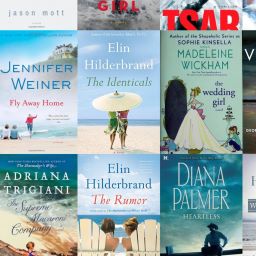 jason mott
GIRL
TSAR
JENNIFER
WEINER
Fly Away Home
Elin
Hilderbrand
The Identicals
Author of the Shopaholic Series as
SOPHIE KINSELLA
MADELEINE
WICKHAM
the
wedding
girl
V
ADRIANA
TRIGIANI
The Supreme
Macaroni
Company
Elin
Hilderbrand
The Rumor
DIANA
PALMER
HEARTLESS
H